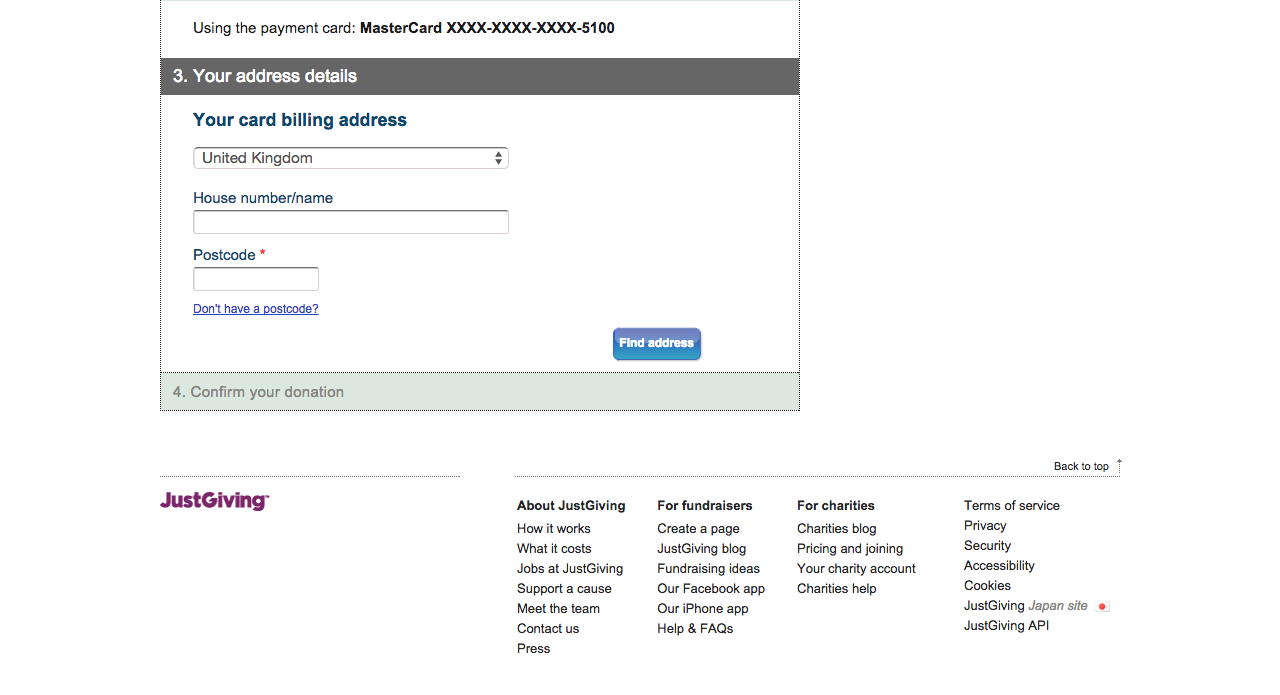 Using the payment card: MasterCard XXXX-XXXX-XXXX-5100
3. Your address details
Your card billing address
United Kingdom
House number/name
Postcode *
Don't have a postcode?
Find address
4. Confirm your donation
Back to top
JustGiving™
About JustGiving
How it works
What it costs
Jobs at JustGiving
Support a cause
Meet the team
Contact us
Press
For fundraisers
Create a page
JustGiving blog
Fundraising ideas
Our Facebook app
Our iPhone app
Help & FAQs
For charities
Charities blog
Pricing and joining
Your charity account
Charities help
Terms of service
Privacy
Security
Accessibility
Cookies
JustGiving Japan site
JustGiving API